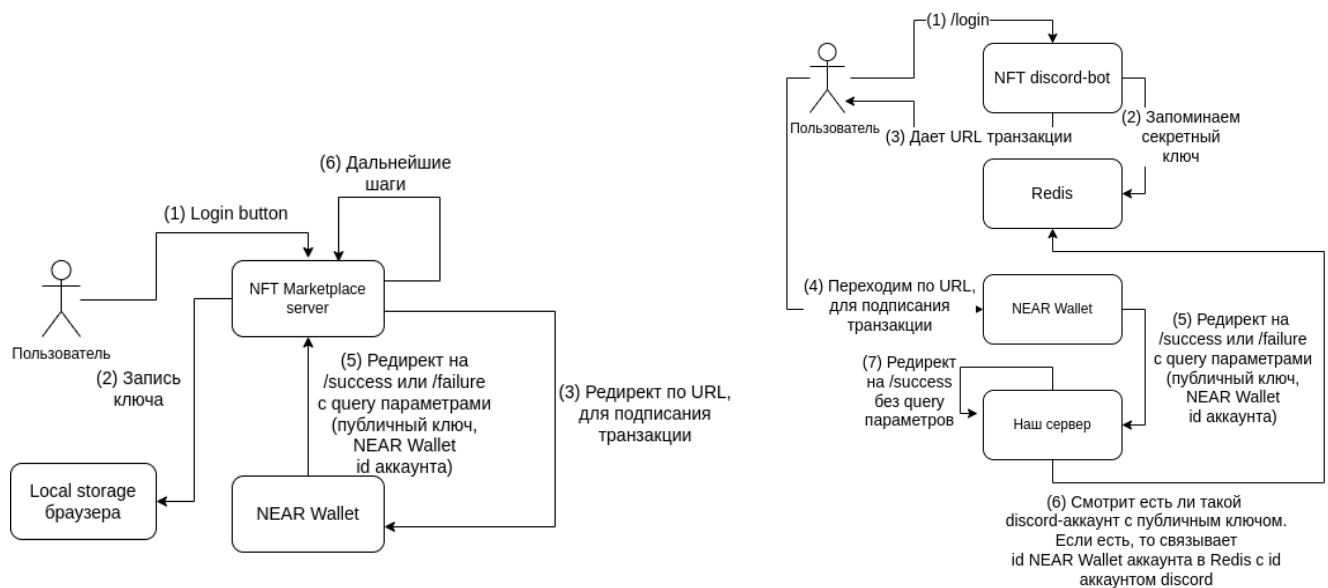 (1) Login button
Пользователь
NFT Marketplace
server
(2) Запись
ключа
Local storage
браузера
(3) Редирект по URL,
для подписания
транзакции
NEAR Wallet
(5) Редирект на
/success или /failure
с query параметрами
(публичный ключ,
NEAR Wallet
id аккаунта)
(6) Дальнейшие
шаги
(1) /login
Пользователь
NFT discord-bot
(2) Запоминаем
секретный
ключ
Redis
(3) Дает URL транзакции
(4) Переходим по URL,
для подписания
транзакции
NEAR Wallet
(5) Редирект на
/success или /failure
с query параметрами
(публичный ключ,
NEAR Wallet
id аккаунта)
Наш сервер
(6) Смотрит есть ли такой
discord-аккаунт с публичным ключом.
Если есть, то связывает
id NEAR Wallet аккаунта в Redis с id
аккаунтом discord
(7) Редирект
на /success
без query
параметров